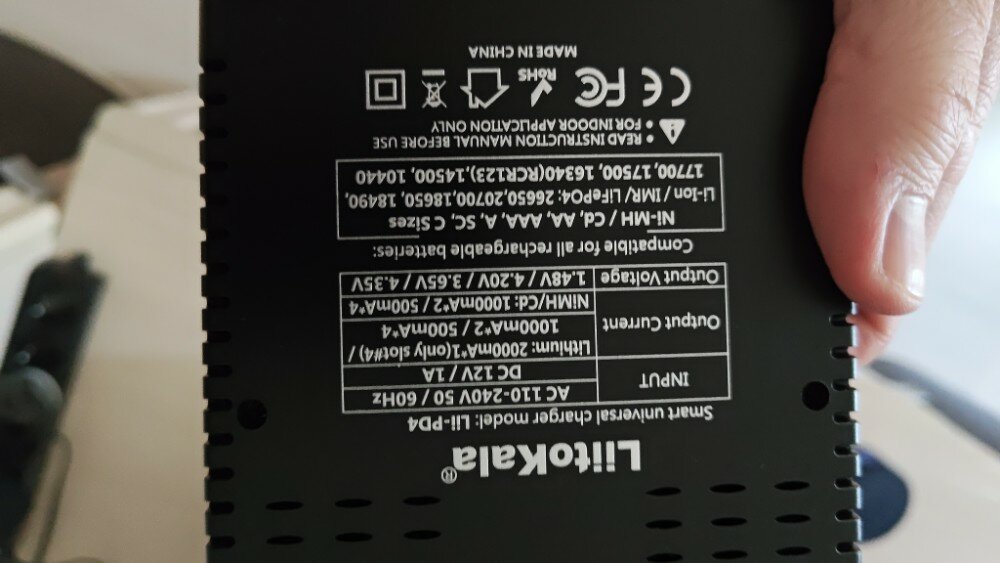 LiitoKala®
Smart universal charger model: Lii-PD4
INPUT
AC 110-240V 50 / 60Hz
DC 12V / 1A
Output Current
Lithium: 2000mA*1(only slot#4) /
1000mA*2 / 500mA*4
NiMH/Cd: 1000mA*2 / 500mA*4
Output Voltage
1.48V / 4.20V / 3.65V / 4.35V
Compatible for all rechargeable batteries:
Ni-MH / Cd, AA, AAA, A, SC, C Sizes
Li-Ion / IMR/ LiFePO4: 26650,20700,18650, 18490,
17700, 17500, 16340(RCR123),14500, 10440
• READ INSTRUCTION MANUAL BEFORE USE
• FOR INDOOR APPLICATION ONLY
CE FC RoHS
MADE IN CHINA